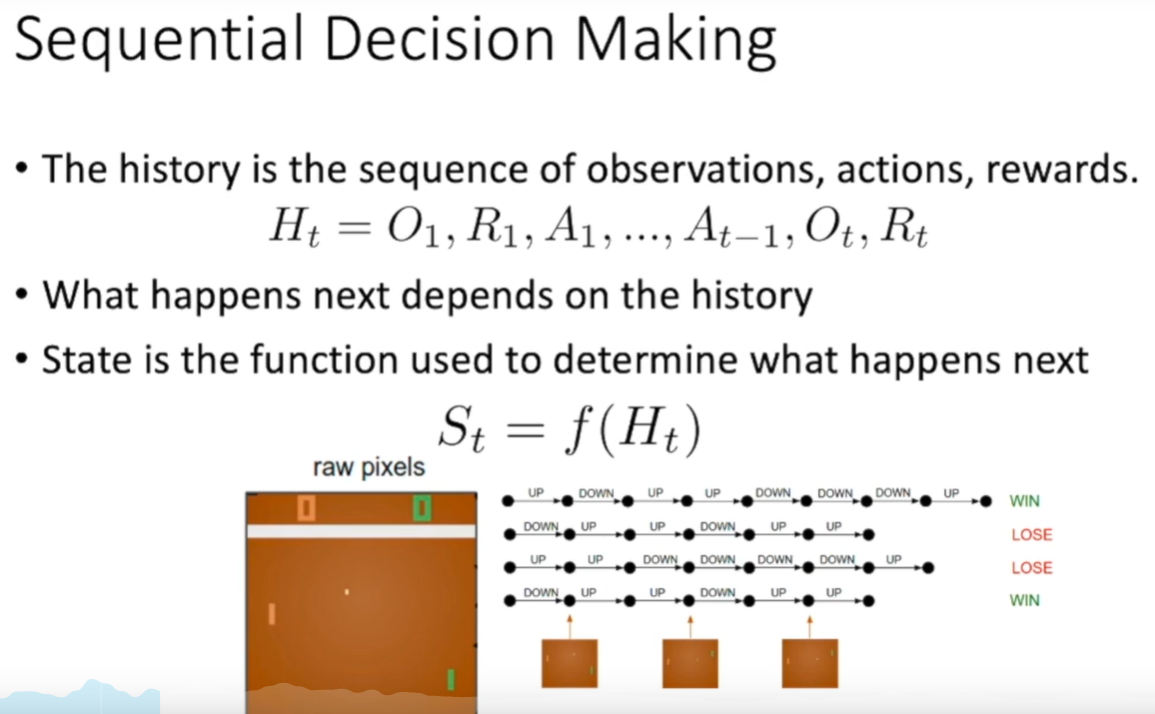 Sequential Decision Making
• The history is the sequence of observations, actions, rewards.
H_t = O_1, R_1, A_1, ..., A_{t−1}, O_t, R_t
• What happens next depends on the history
• State is the function used to determine what happens next
S_t = f(H_t)
raw pixels
0 0
UP DOWN UP UP DOWN DOWN DOWN UP WIN
DOWN UP UP DOWN UP UP LOSE
UP UP DOWN DOWN DOWN DOWN UP LOSE
DOWN UP UP DOWN UP UP WIN